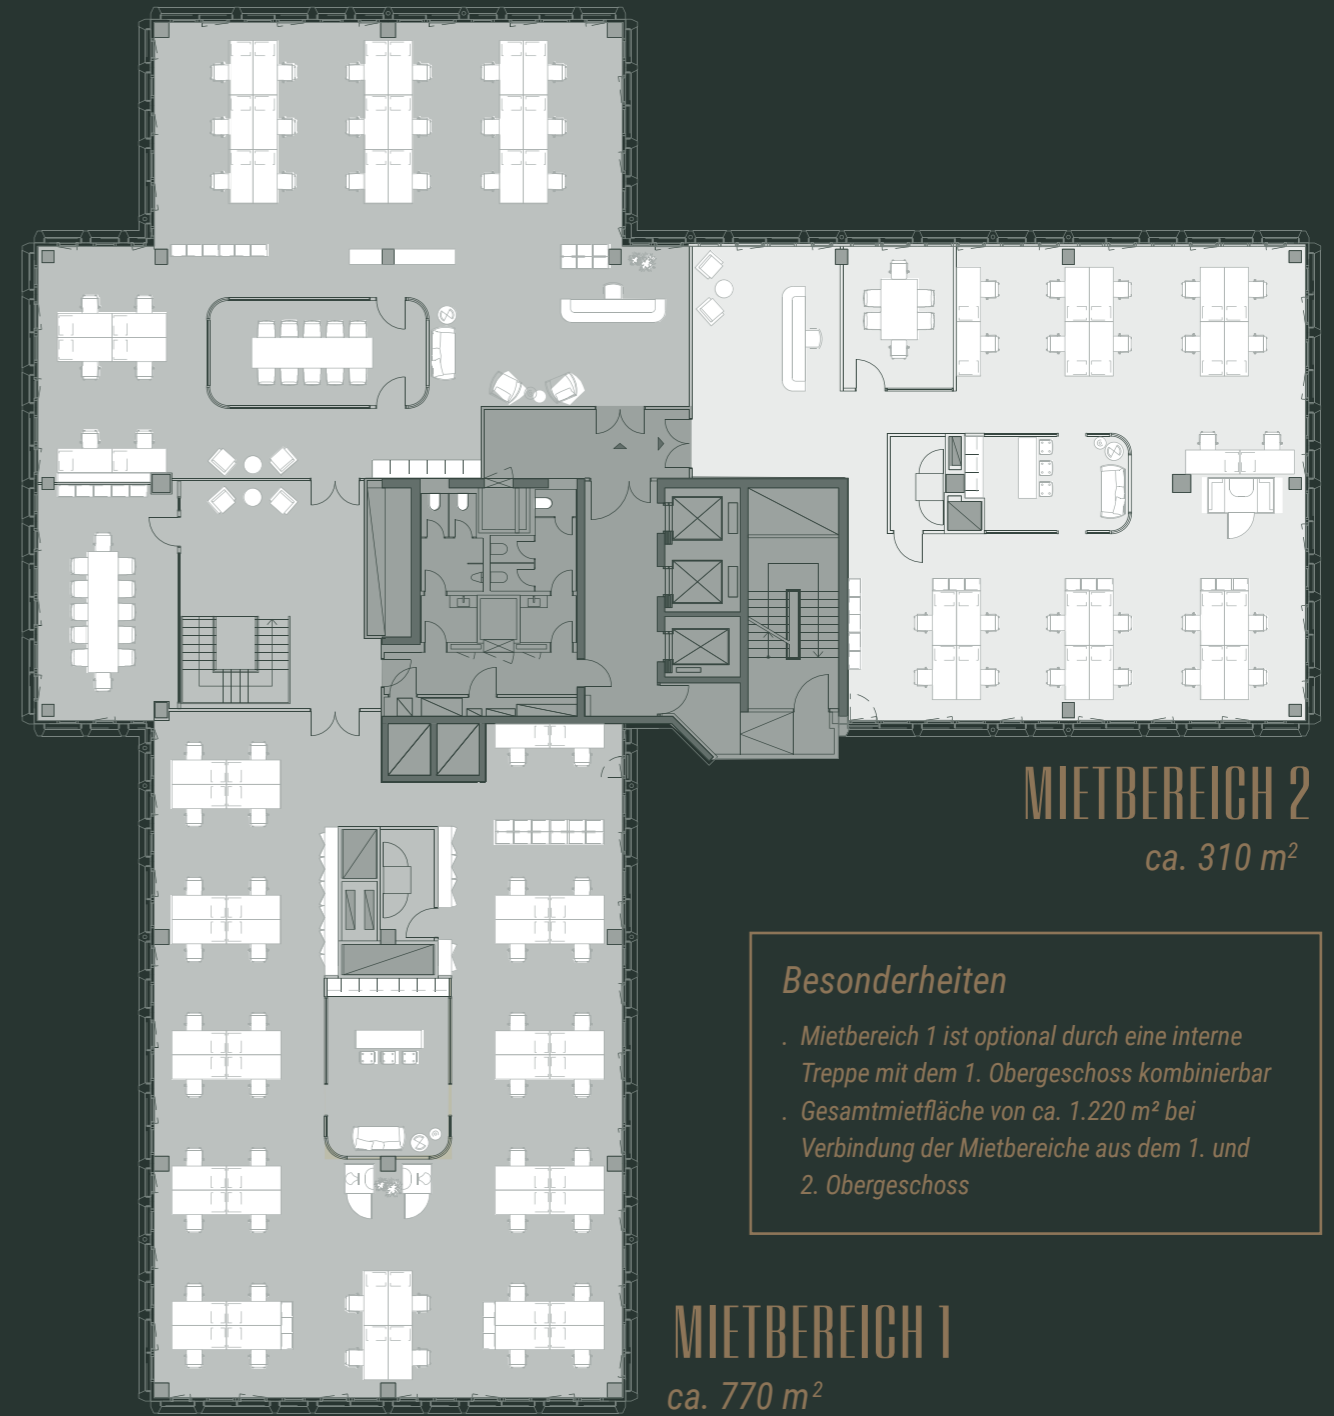 MIETBEREICH 2
ca. 310 m²
Besonderheiten
. Mietbereich 1 ist optional durch eine interne
Treppe mit dem 1. Obergeschoss kombinierbar
. Gesamtmietfläche von ca. 1.220 m² bei
Verbindung der Mietbereiche aus dem 1. und
2. Obergeschoss
MIETBEREICH 1
ca. 770 m²